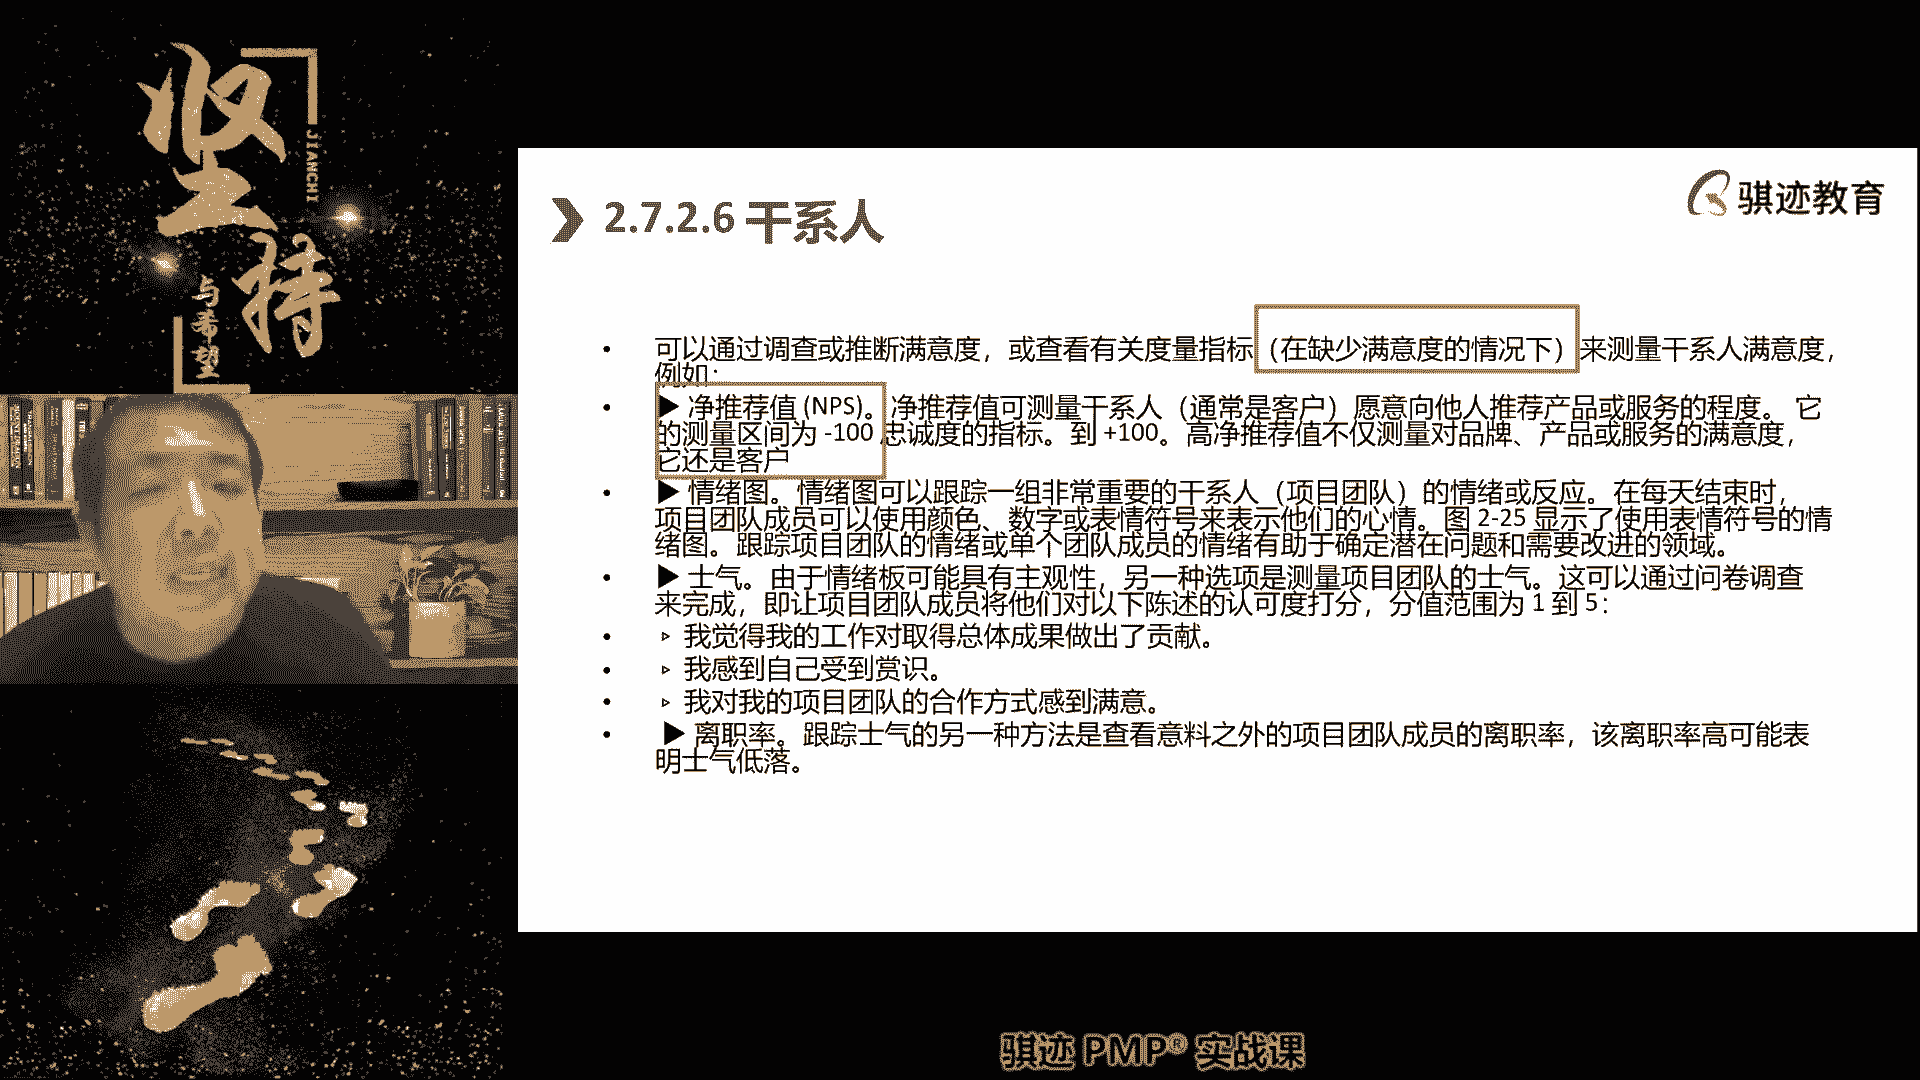 坚持
JIANCHI
与希望
骐迹教育
2.7.2.6 干系人
• 可以通过调查或推断满意度，或查看有关度量指标（在缺少满意度的情况下）来测量干系人满意度，
例如：
• ▶ 净推荐值 (NPS)。 净推荐值可测量干系人（通常是客户）愿意向他人推荐产品或服务的程度。 它
的测量区间为 -100 忠诚度的指标。到 +100。高净推荐值不仅测量对品牌、产品或服务的满意度，
它还是客户
• ▶ 情绪图。情绪图可以跟踪一组非常重要的干系人（项目团队）的情绪或反应。在每天结束时，
项目团队成员可以使用颜色、数字或表情符号来表示他们的心情。图 2-25 显示了使用表情符号的情
绪图。跟踪项目团队的情绪或单个团队成员的情绪有助于确定潜在问题和需要改进的领域。
• ▶ 士气。由于情绪板可能具有主观性，另一种选项是测量项目团队的士气。这可以通过问卷调查
来完成，即让项目团队成员将他们对以下陈述的认可度打分，分值范围为 1 到 5：
• ▹ 我觉得我的工作对取得总体成果做出了贡献。
• ▹ 我感到自己受到赏识。
• ▹ 我对我的项目团队的合作方式感到满意。
• ▶ 离职率。跟踪士气的另一种方法是查看意料之外的项目团队成员的离职率，该离职率高可能表
明士气低落。
骐迹 PMP® 实战课